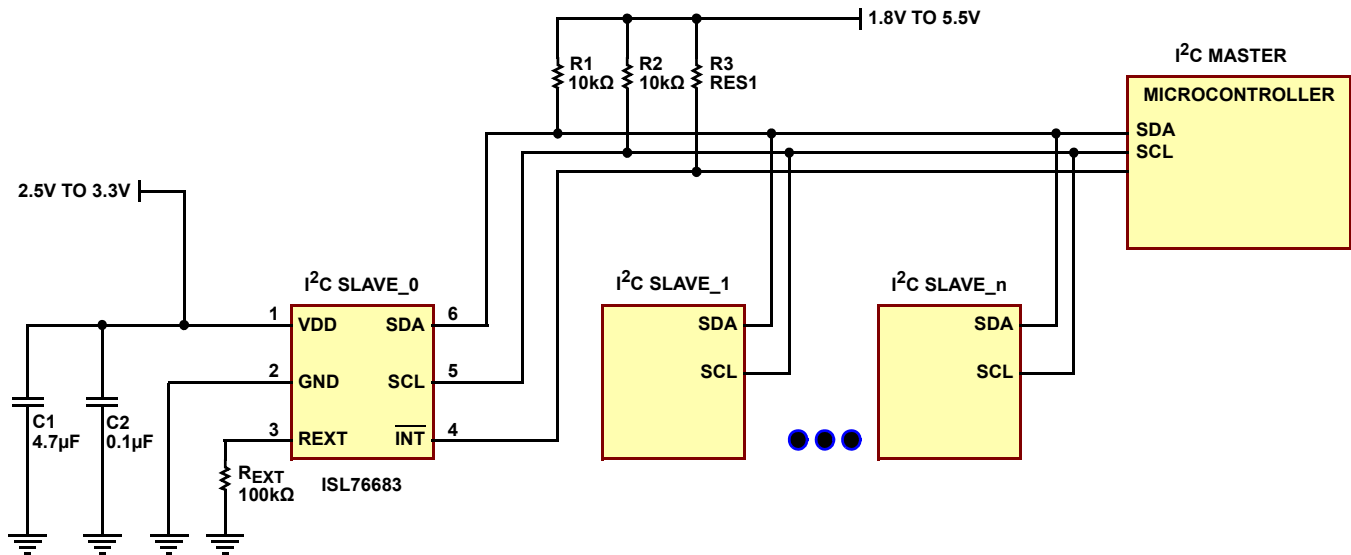 1.8V TO 5.5V
R1
10kΩ
R2
10kΩ
R3
RES1
I²C MASTER
MICROCONTROLLER
SDA
SCL
2.5V TO 3.3V
I²C SLAVE_0
1
VDD
SDA
6
2
GND
SCL
5
3
REXT
INT
4
C1
4.7µF
C2
0.1µF
REXT
100kΩ
ISL76683
I²C SLAVE_1
SDA
SCL
I²C SLAVE_n
SDA
SCL